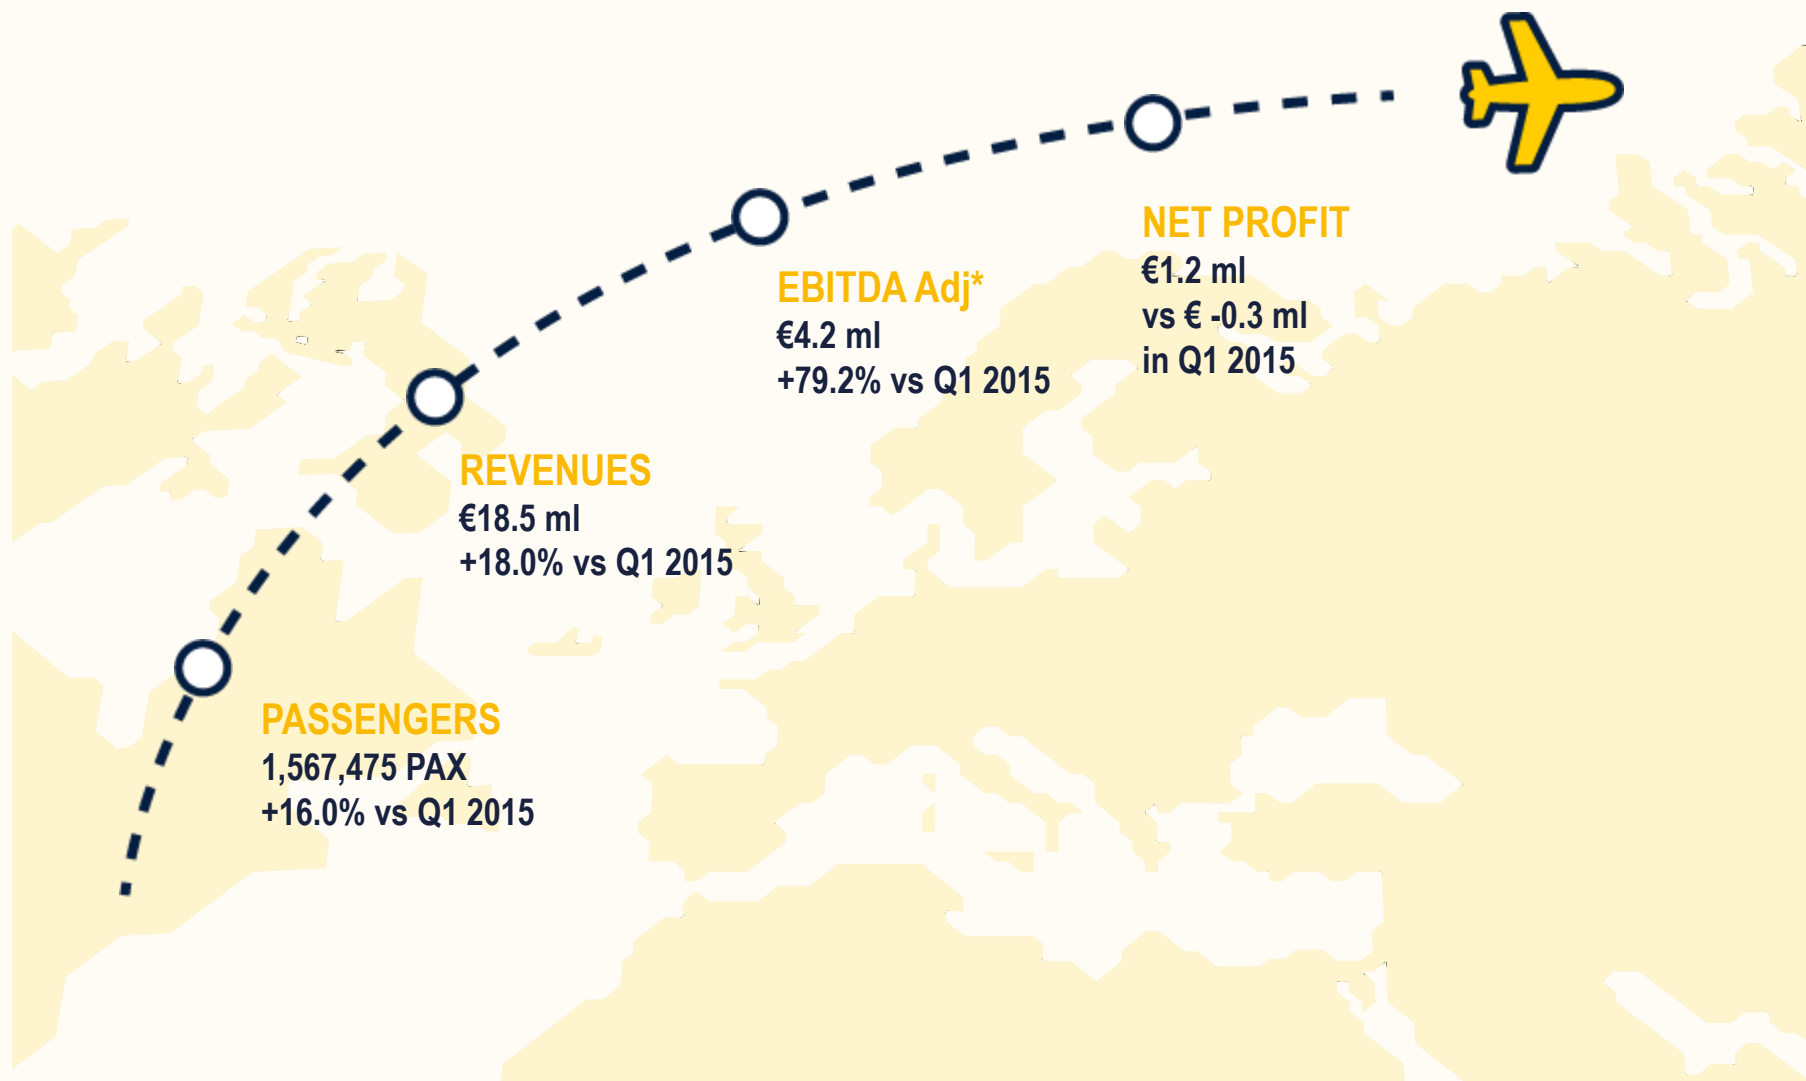 NET PROFIT
€1.2 ml
vs € -0.3 ml
in Q1 2015
EBITDA Adj*
€4.2 ml
+79.2% vs Q1 2015
REVENUES
€18.5 ml
+18.0% vs Q1 2015
PASSENGERS
1,567,475 PAX
+16.0% vs Q1 2015